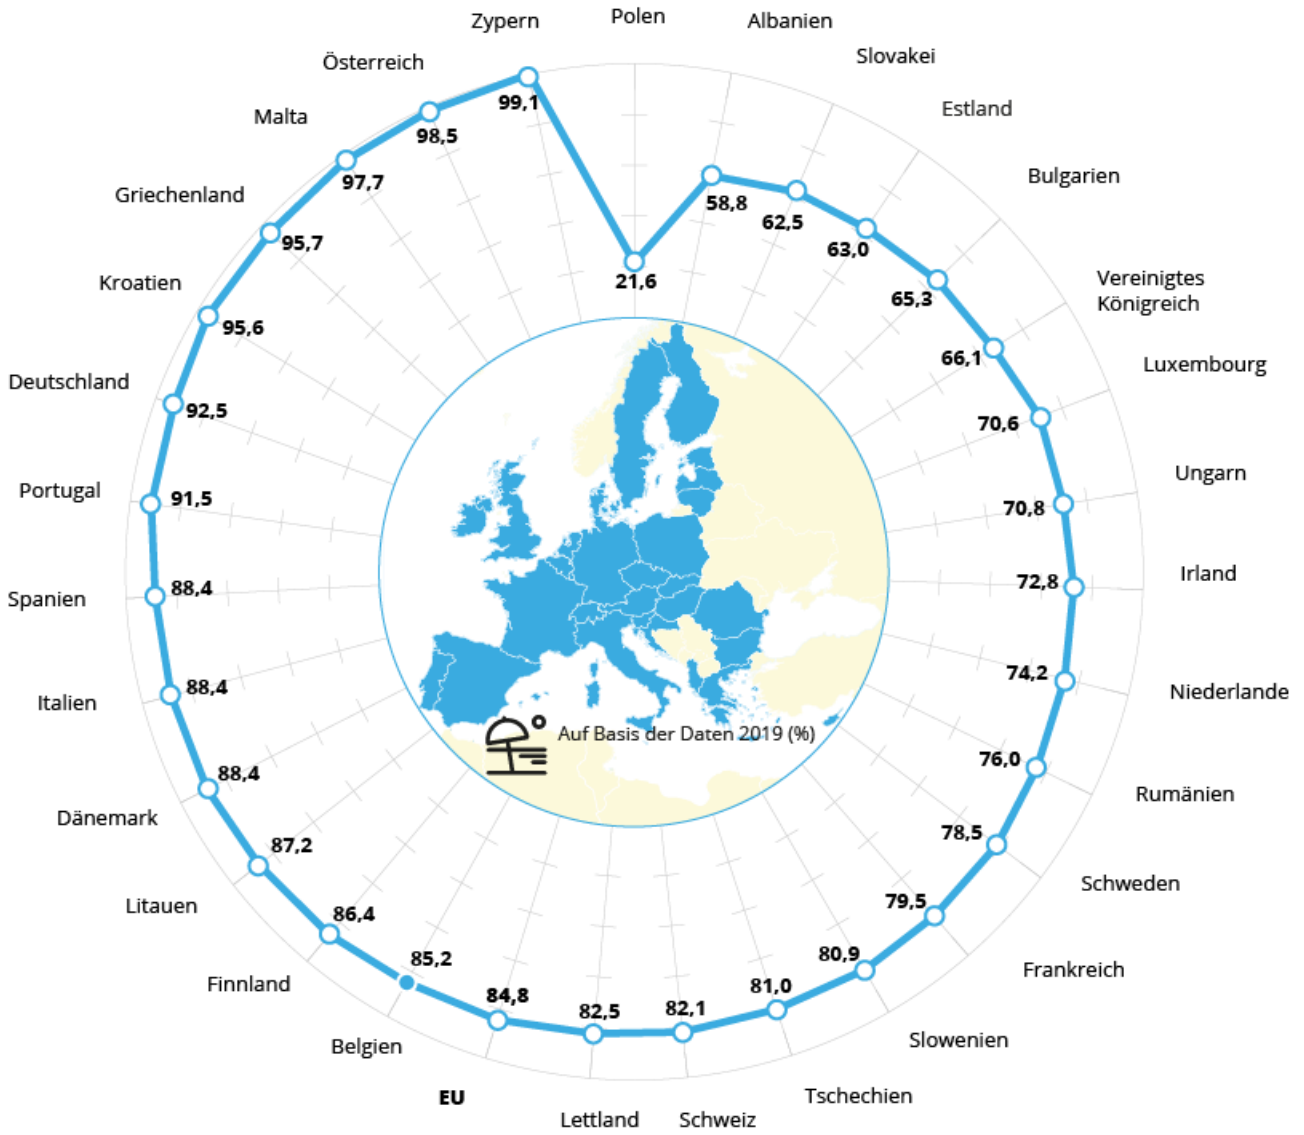 Polen
21,6
Albanien
58,8
Slovakei
62,5
Estland
63,0
Bulgarien
65,3
Vereinigtes
Königreich
66,1
Luxembourg
70,6
Ungarn
70,8
Irland
72,8
Niederlande
74,2
Rumänien
76,0
Schweden
78,5
Frankreich
79,5
Slowenien
80,9
Tschechien
81,0
Schweiz
82,1
Lettland
82,5
EU
84,8
Belgien
85,2
Finnland
86,4
Litauen
87,2
Dänemark
88,4
Italien
88,4
Spanien
88,4
Portugal
91,5
Deutschland
92,5
Kroatien
95,6
Griechenland
95,7
Malta
97,7
Österreich
98,5
Zypern
99,1
Auf Basis der Daten 2019 (%)